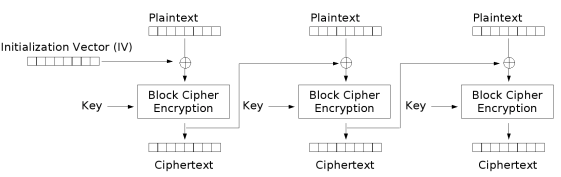 Plaintext
Plaintext
Plaintext
Initialization Vector (IV)
Key
Block Cipher
Encryption
Key
Block Cipher
Encryption
Key
Block Cipher
Encryption
Ciphertext
Ciphertext
Ciphertext